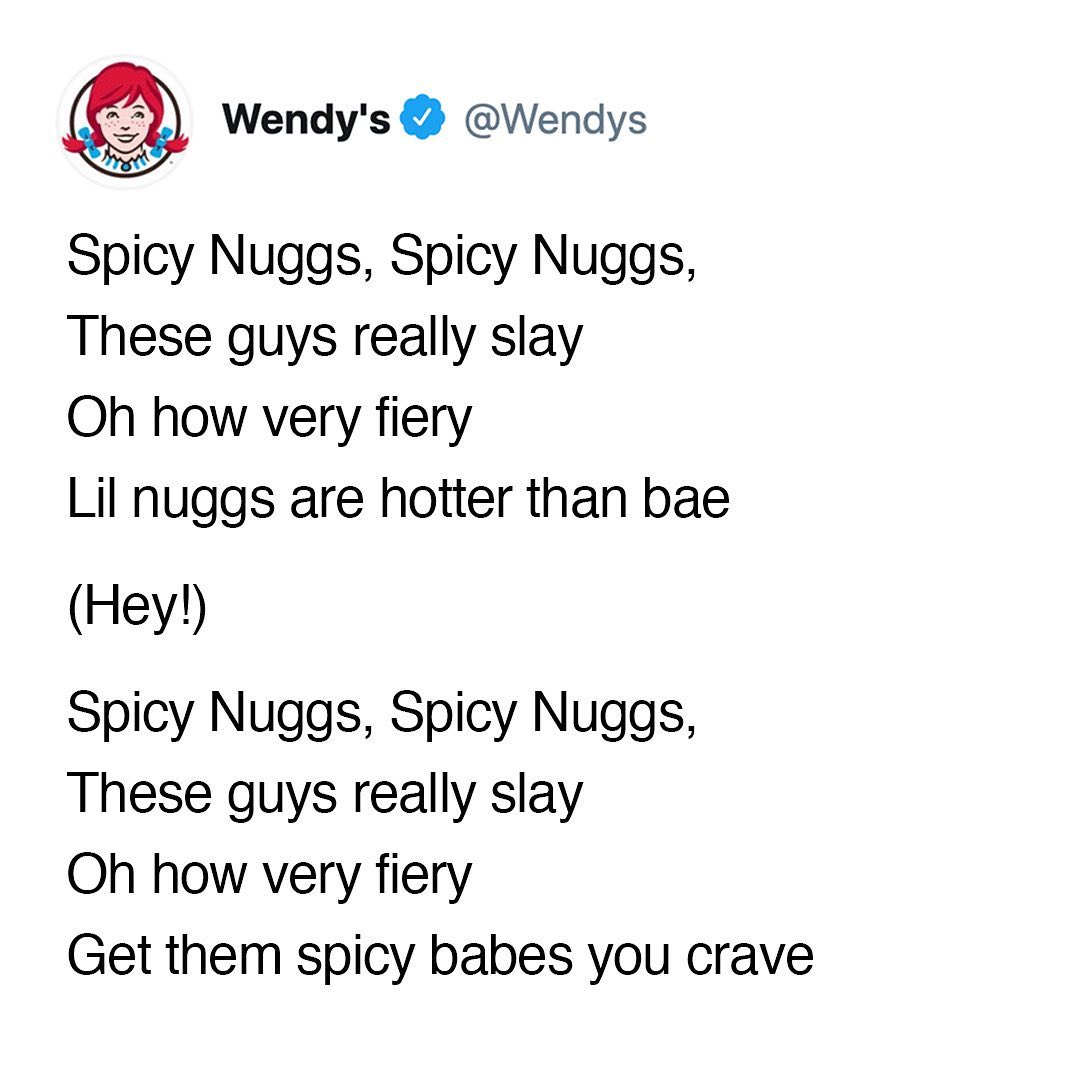 Wendy's @Wendys
Spicy Nuggs, Spicy Nuggs,
These guys really slay
Oh how very fiery
Lil nuggs are hotter than bae
(Hey!)
Spicy Nuggs, Spicy Nuggs,
These guys really slay
Oh how very fiery
Get them spicy babes you crave